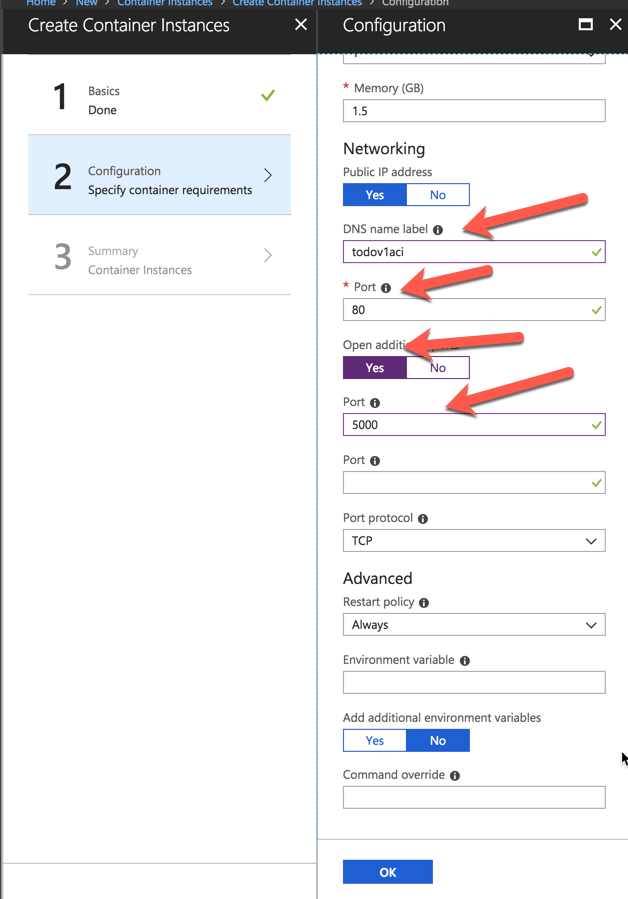 Home > New > Container Instances > Create Container Instances > Configuration
Create Container Instances
1
Basics
Done
2
Configuration
Specify container requirements
3
Summary
Container Instances
Configuration
* Memory (GB)
1.5
Networking
Public IP address
Yes No
DNS name label
todov1aci
* Port
80
Open
Yes No
Port
5000
Port
Port protocol
TCP
Advanced
Restart policy
Always
Environment variable
Add additional environment variables
Yes No
Command override
OK